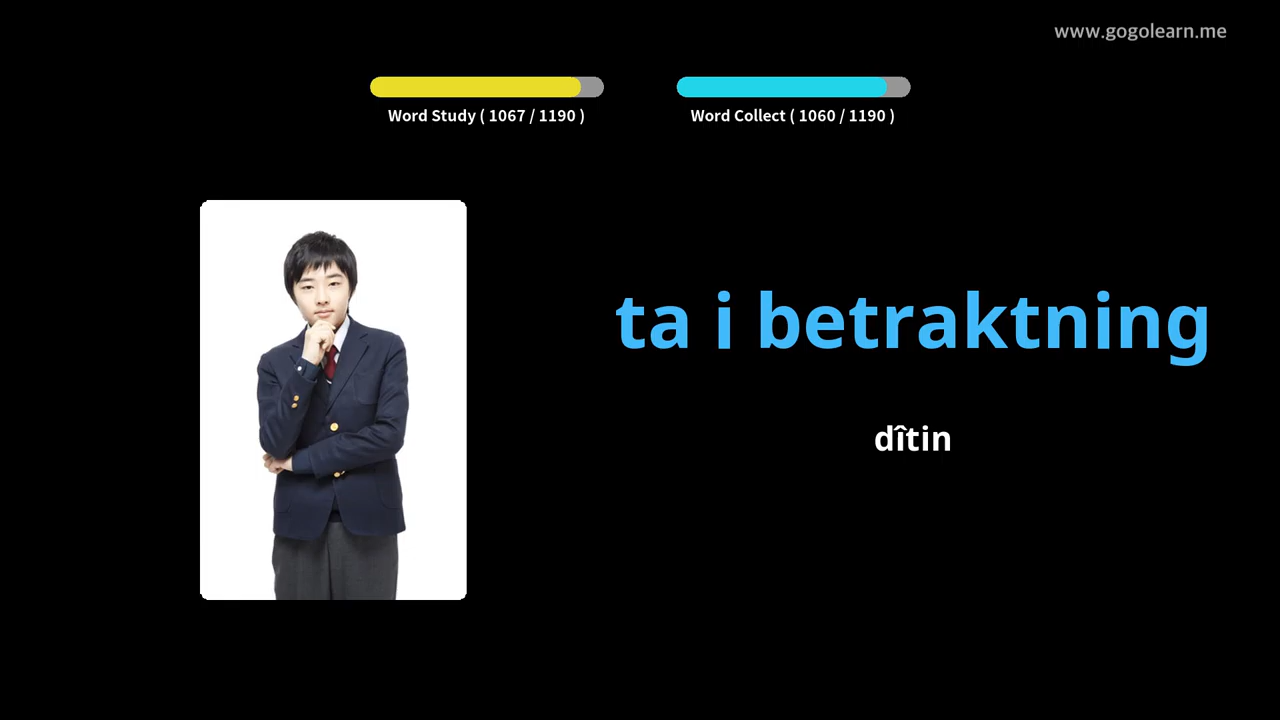 www.gogolearn.me
Word Study ( 1067 / 1190 )
Word Collect ( 1060 / 1190 )
ta i betraktning
dîtin